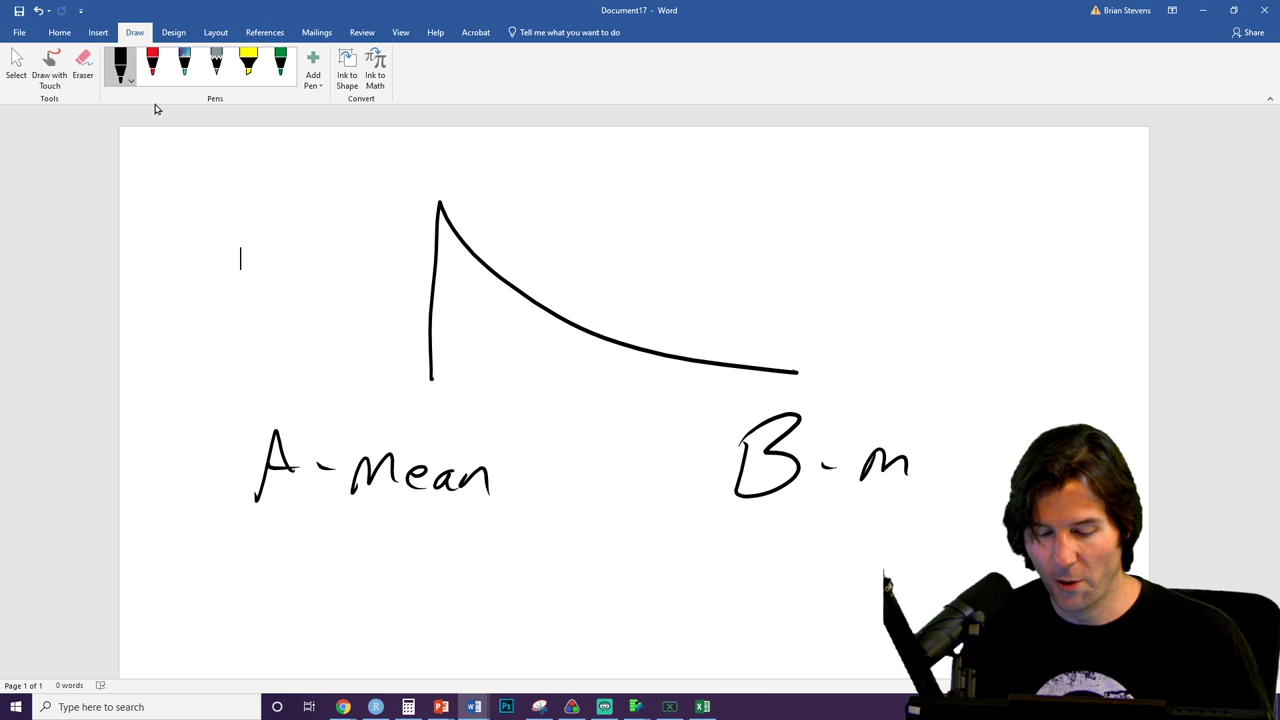 Document17 - Word
Brian Stevens
File Home Insert Draw Design Layout References Mailings Review View Help Acrobat Tell me what you want to do Share
Select Draw with Touch Eraser Add Pen Ink to Shape Ink to Math
Tools Pens Convert
A - Mean B - m
Page 1 of 1 0 words
Type here to search